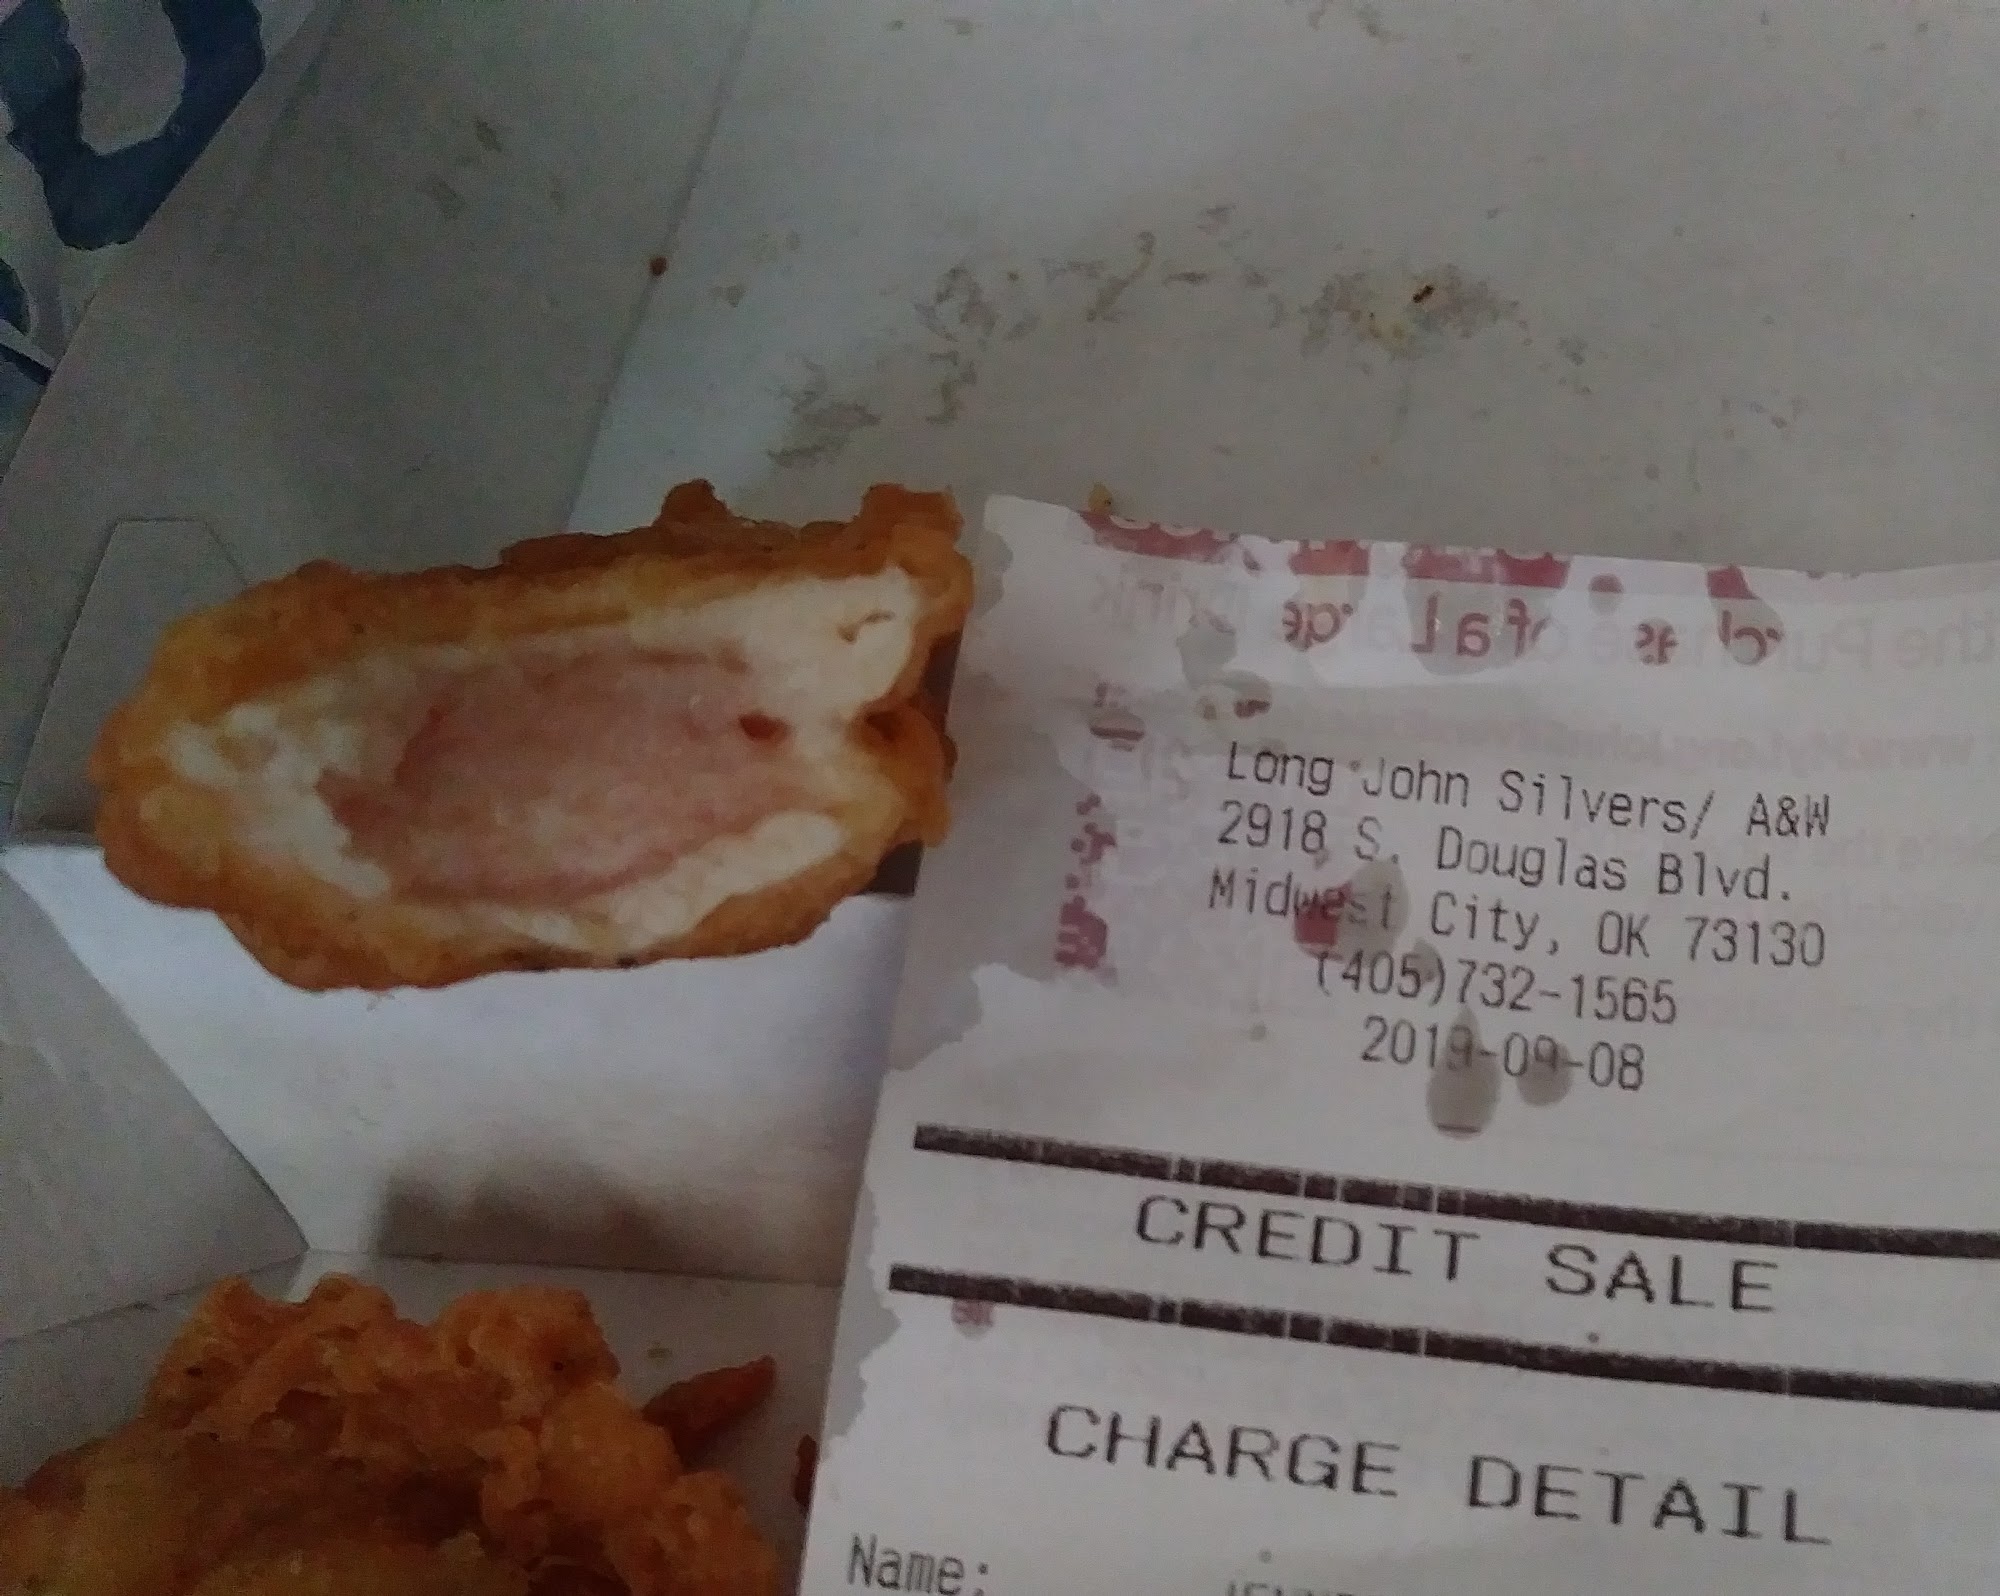 Long John Silvers/ A&W
2918 S. Douglas Blvd.
Midwest City, OK 73130
(405)732-1565
2019-09-08
CREDIT SALE
CHARGE DETAIL
Name: